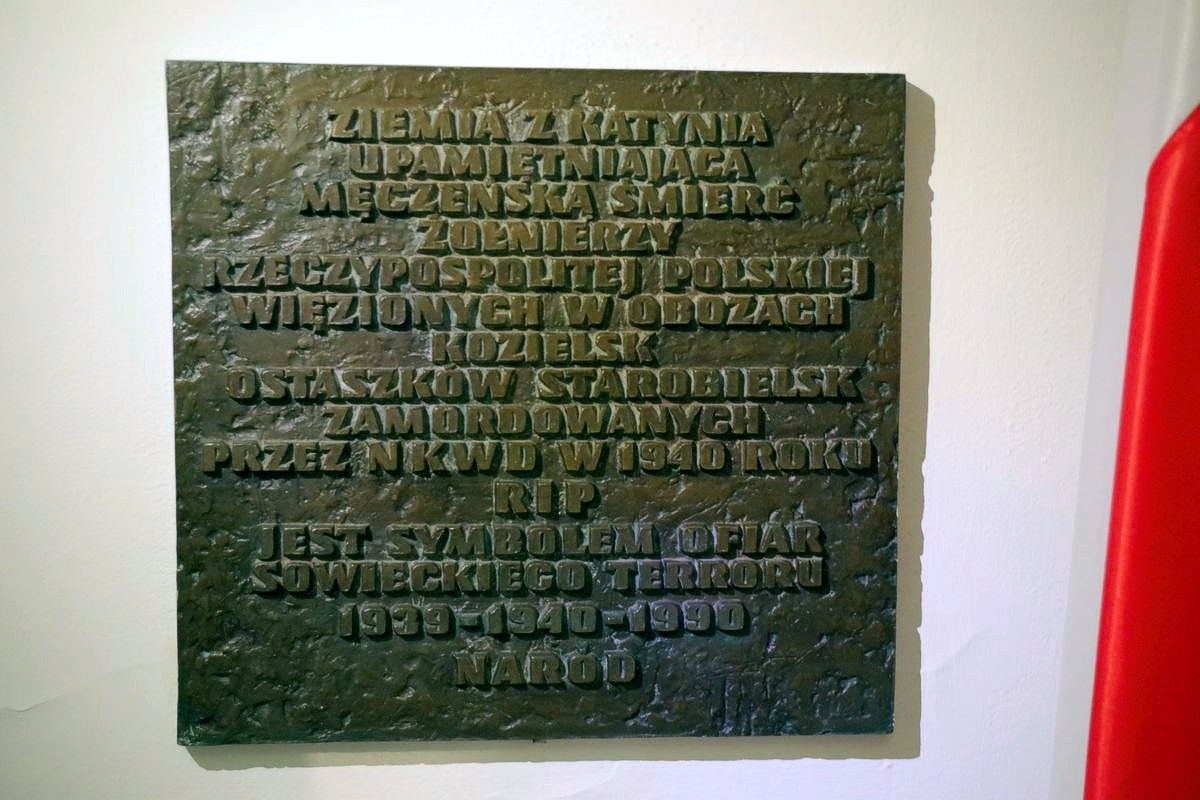 ZIEMIA Z KATYNIA
UPAMIĘTNIAJĄCA
MĘCZEŃSKĄ ŚMIERĆ
ŻOŁNIERZY
RZECZYPOSPOLITEJ POLSKIEJ
WIĘZIONYCH W OBOZACH
KOZIELSK
OSTASZKÓW STAROBIELSK
ZAMORDOWANYCH
PRZEZ NKWD W 1940 ROKU
RIP
JEST SYMBOLEM OFIAR
SOWIECKIEGO TERRORU
1939-1940-1990
NARÓD